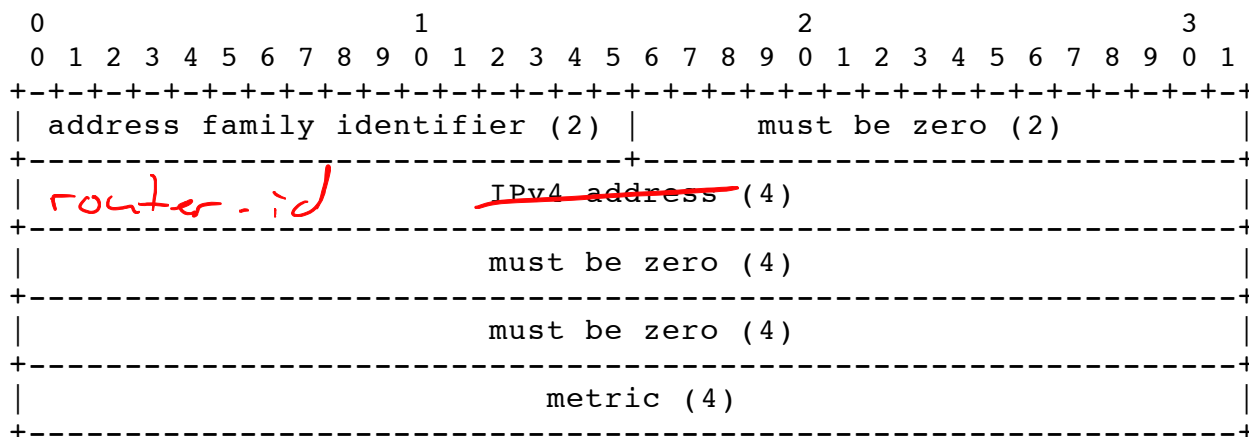 0                   1                   2                   3
0 1 2 3 4 5 6 7 8 9 0 1 2 3 4 5 6 7 8 9 0 1 2 3 4 5 6 7 8 9 0 1
+-+-+-+-+-+-+-+-+-+-+-+-+-+-+-+-+-+-+-+-+-+-+-+-+-+-+-+-+-+-+-+-+
| address family identifier (2) |      must be zero (2)         |
+-------------------------------+-------------------------------+
| router-id              IPv4 address (4)                       |
+---------------------------------------------------------------+
|                        must be zero (4)                       |
+---------------------------------------------------------------+
|                        must be zero (4)                       |
+---------------------------------------------------------------+
|                           metric (4)                          |
+---------------------------------------------------------------+